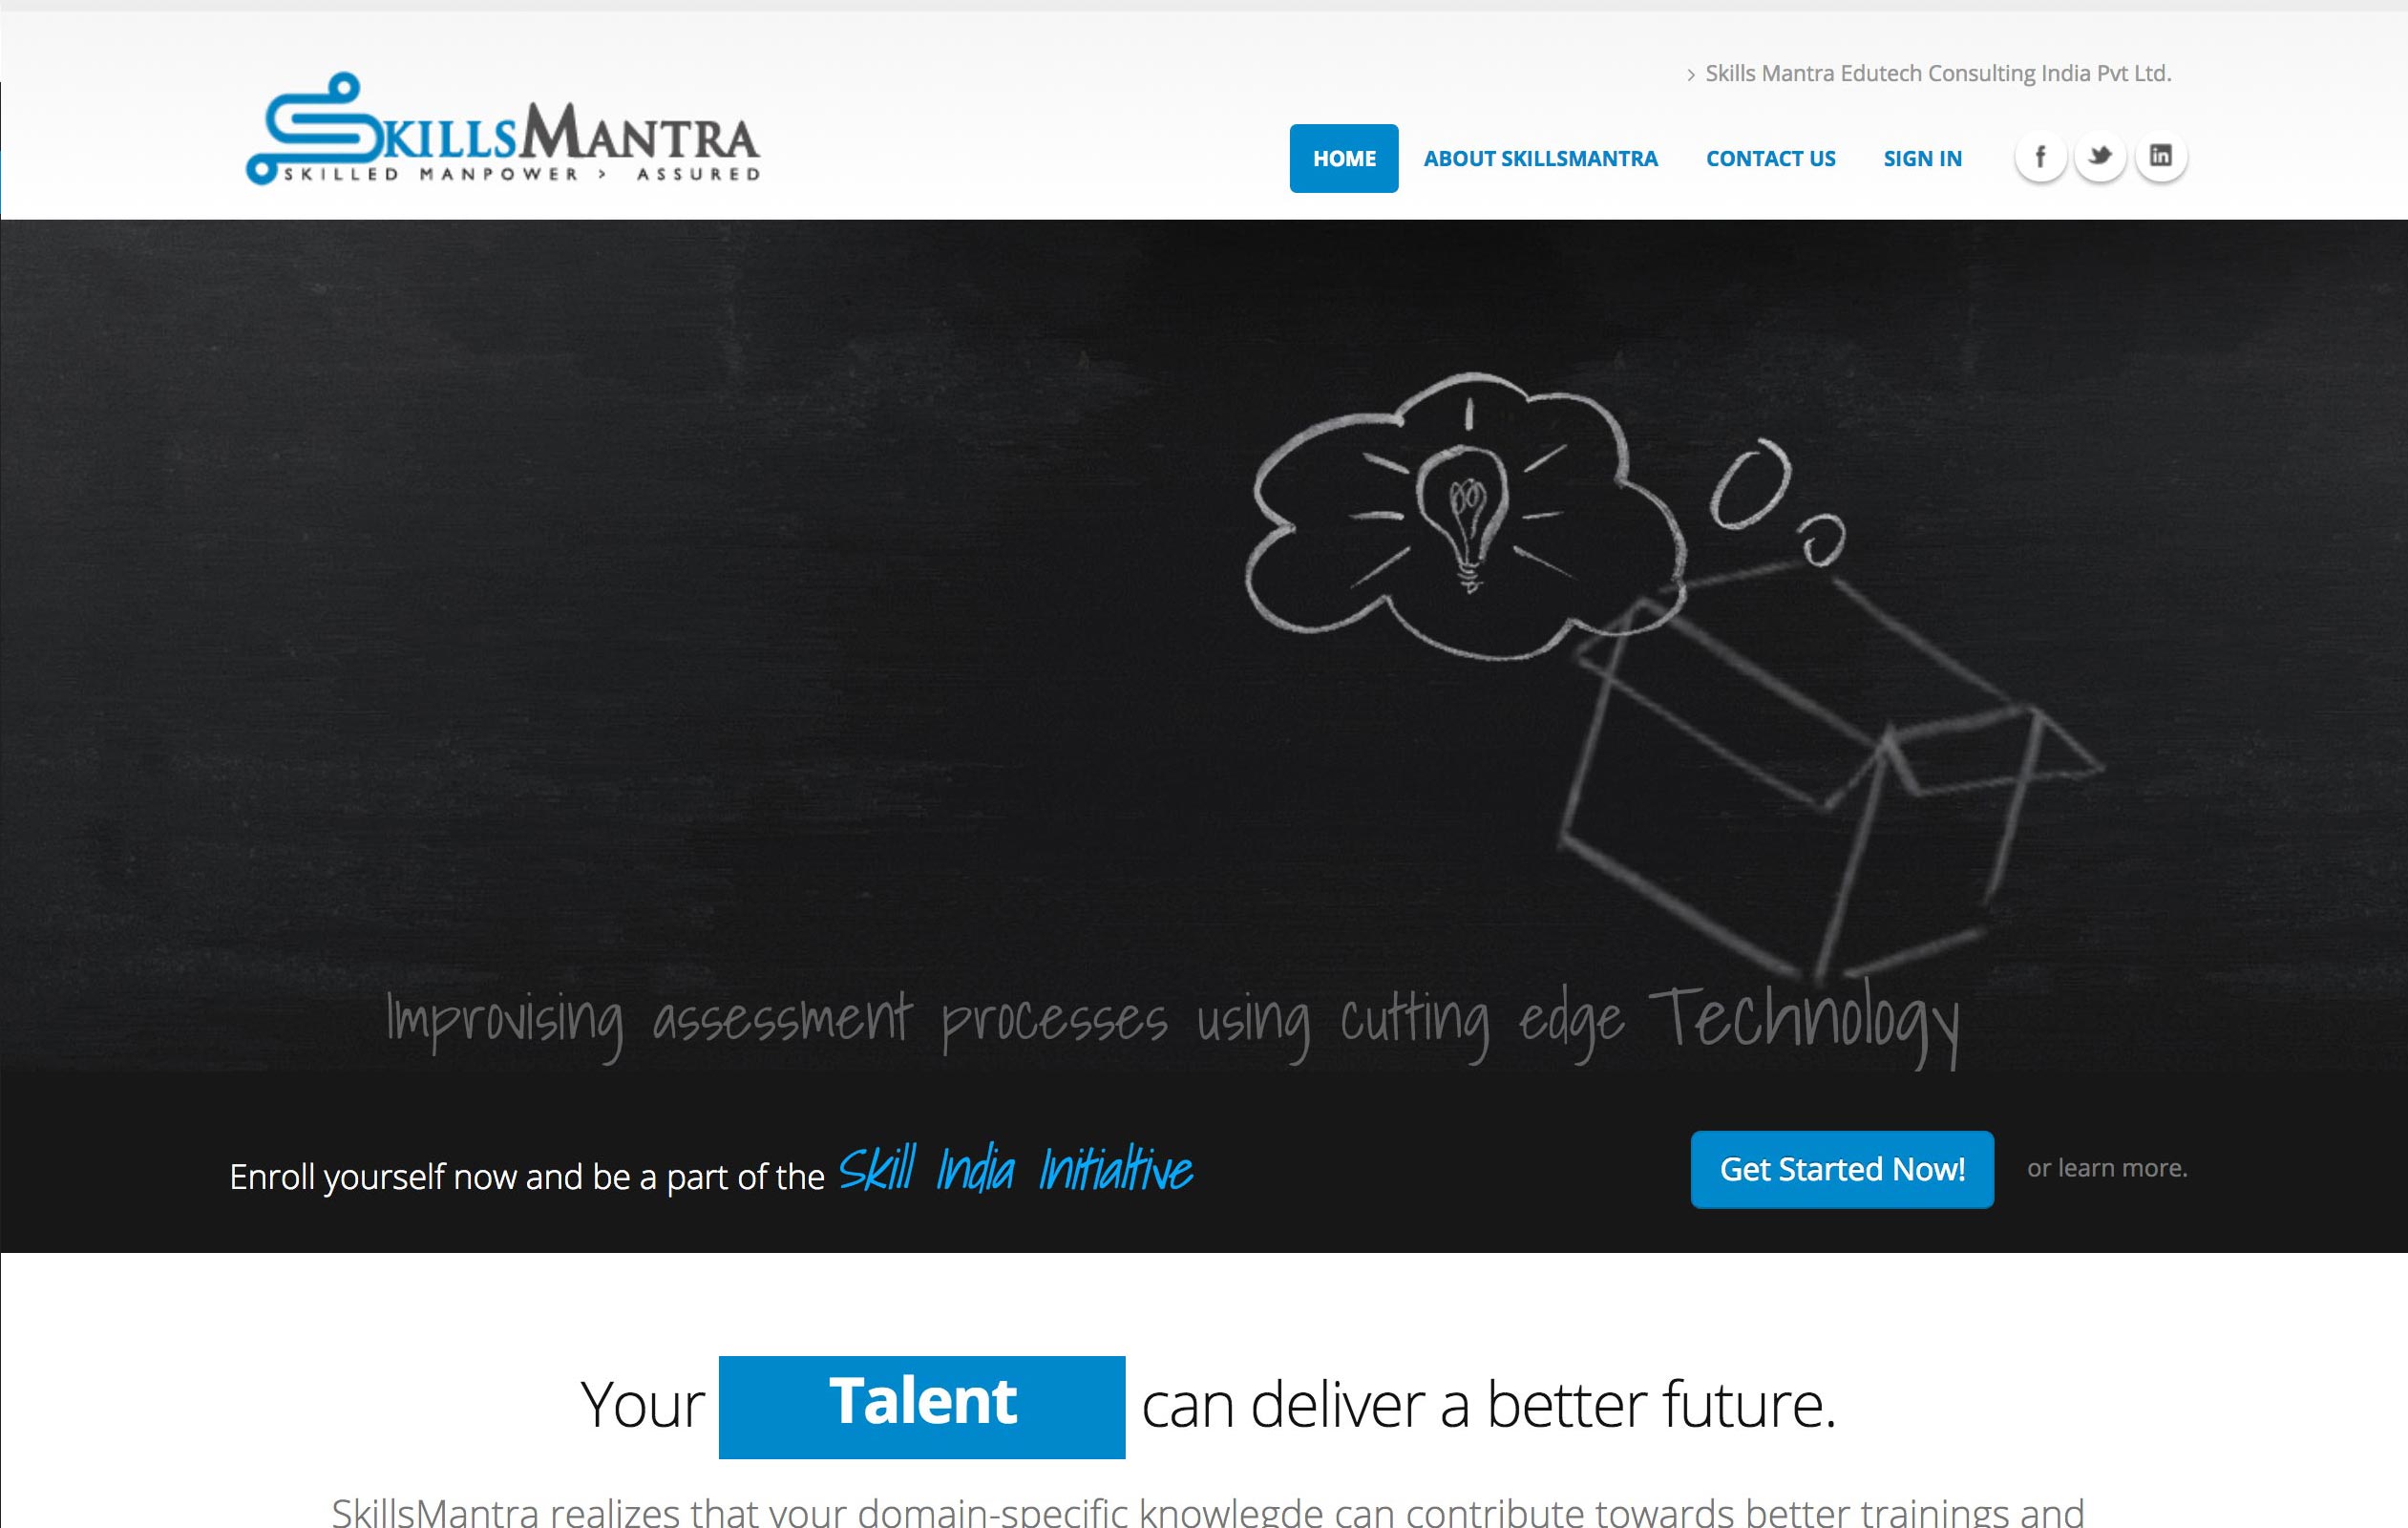 Skills Mantra Edutech Consulting India Pvt Ltd.
SKILLSMANTRA
SKILLED MANPOWER > ASSURED
HOME ABOUT SKILLSMANTRA CONTACT US SIGN IN f in
Improvising assessment processes using cutting edge Technology
Enroll yourself now and be a part of the Skill India Initialtive
Get Started Now! or learn more.
Your Talent can deliver a better future.
SkillsMantra realizes that your domain-specific knowlegde can contribute towards better trainings and